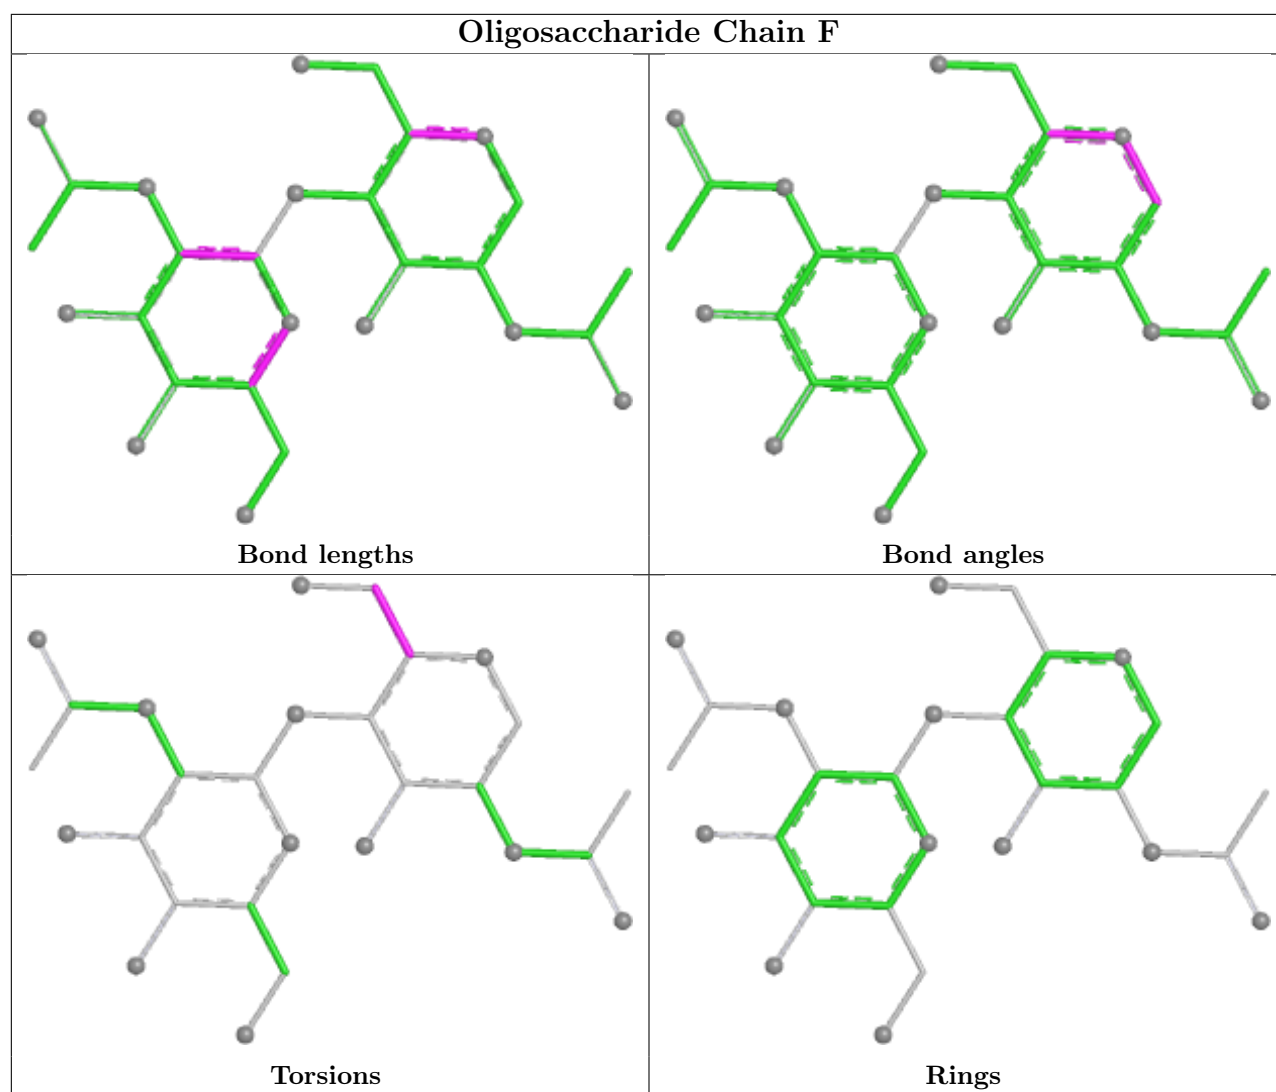 Oligosaccharide Chain F
Bond lengths
Bond angles
Torsions
Rings